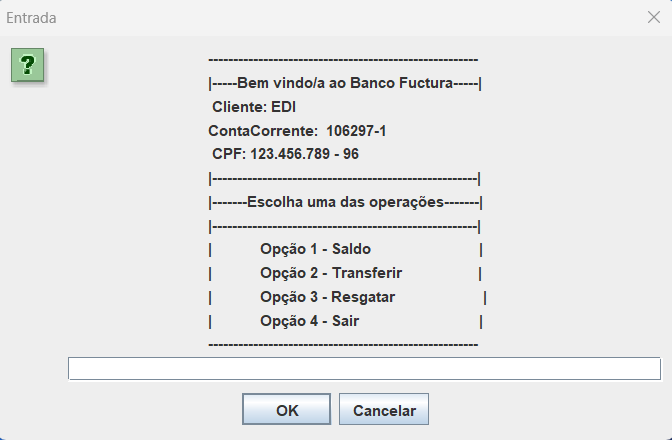 Entrada
------------------------------------------------------
|-----Bem vindo/a ao Banco Fuctura-----|
Cliente: EDI
ContaCorrente: 106297-1
CPF: 123.456.789 - 96
|-----------------------------------------------------|
|-------Escolha uma das operações-------|
|-----------------------------------------------------|
| Opção 1 - Saldo |
| Opção 2 - Transferir |
| Opção 3 - Resgatar |
| Opção 4 - Sair |
------------------------------------------------------
OK Cancelar